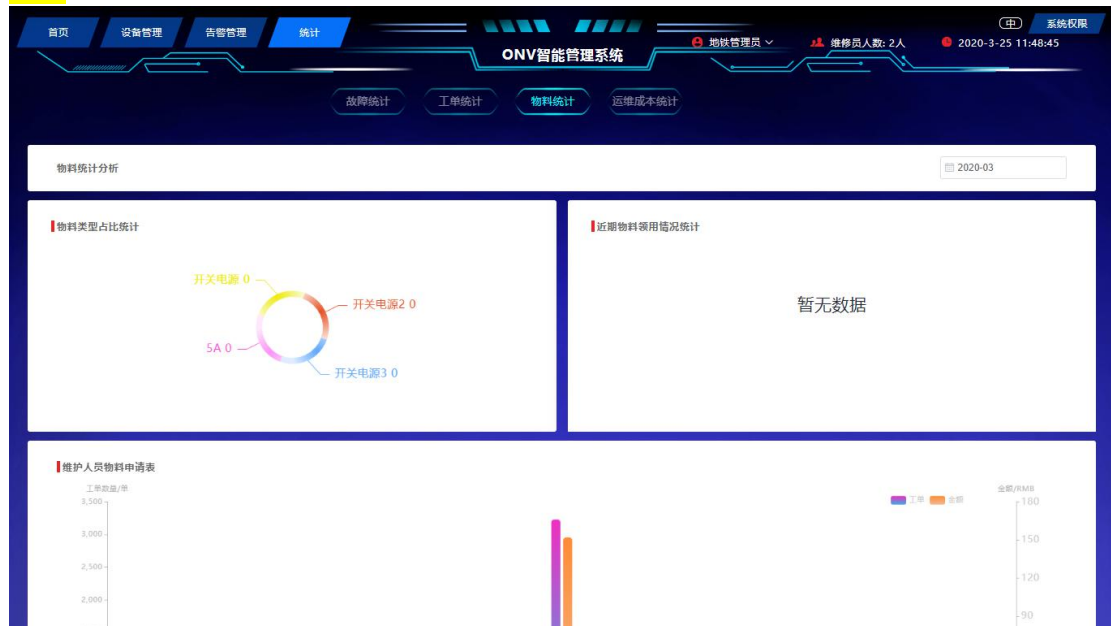 首页 设备管理 告警管理 统计
ONV智能管理系统
地铁管理员 维修员人数: 2人 2020-3-25 11:48:45
中 系统权限
故障统计 工单统计 物料统计 运维成本统计
物料统计分析 2020-03
物料类型占比统计
开关电源 0
开关电源2 0
5A 0
开关电源3 0
近期物料领用情况统计
暂无数据
维护人员物料申请表
工单数量/单
工单 金额
金额/RMB
3,500
3,000
2,500
2,000
180
150
120
90